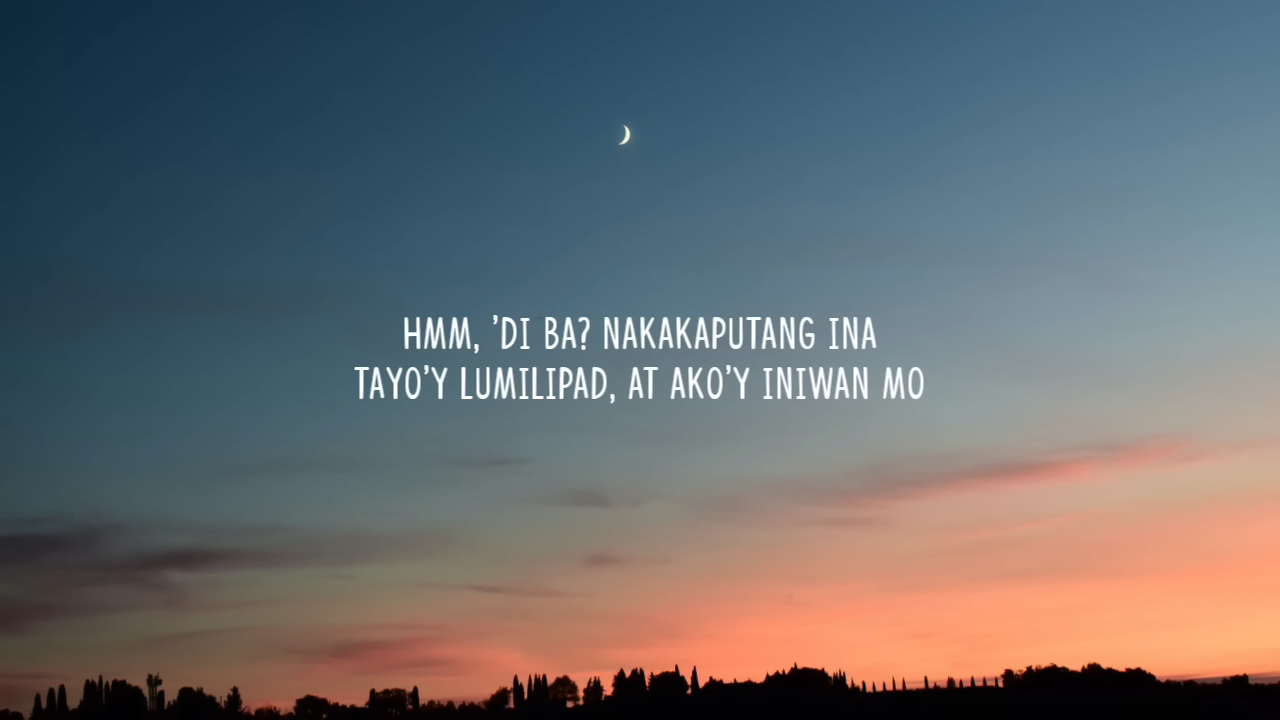 HMM, 'DI BA? NAKAKAPUTANG INA
TAYO'Y LUMILIPAD, AT AKO'Y INIWAN MO